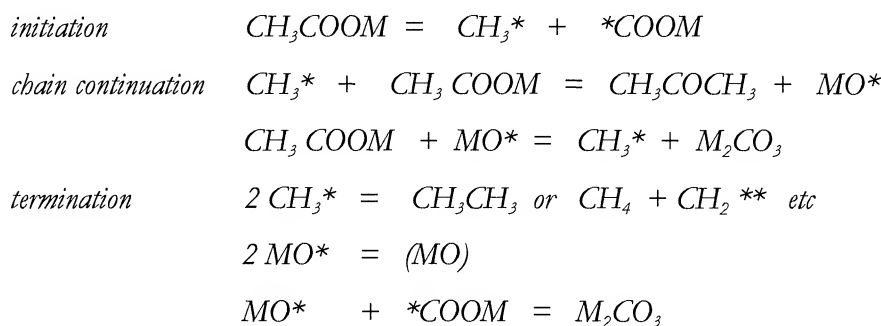 initiation CH₃COOM = CH₃* + *COOM
chain continuation CH₃* + CH₃ COOM = CH₃COCH₃ + MO*
CH₃ COOM + MO* = CH₃* + M₂CO₃
termination 2 CH₃* = CH₃CH₃ or CH₄ + CH₂ ** etc
2 MO* = (MO)
MO* + *COOM = M₂CO₃